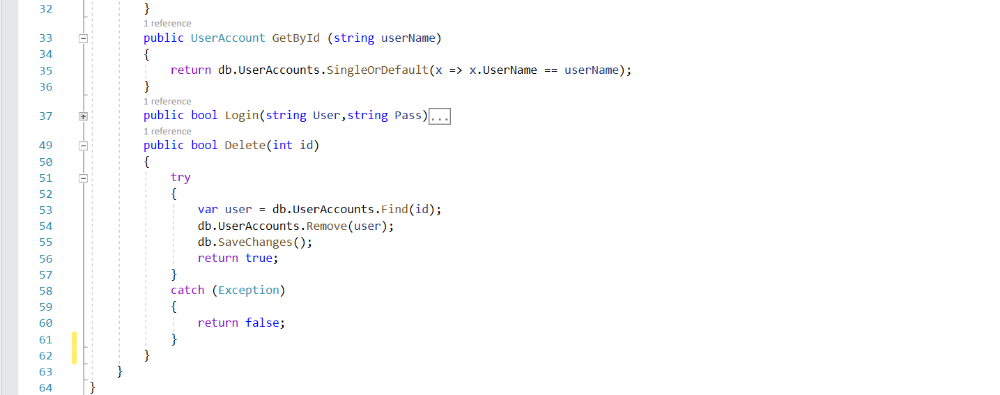 32 }
1 reference
33 public UserAccount GetById (string userName)
34 {
35 return db.UserAccounts.SingleOrDefault(x => x.UserName == userName);
36 }
1 reference
37 public bool Login(string User,string Pass)...
1 reference
49 public bool Delete(int id)
50 {
51 try
52 {
53 var user = db.UserAccounts.Find(id);
54 db.UserAccounts.Remove(user);
55 db.SaveChanges();
56 return true;
57 }
58 catch (Exception)
59 {
60 return false;
61 }
62 }
63 }
64 }